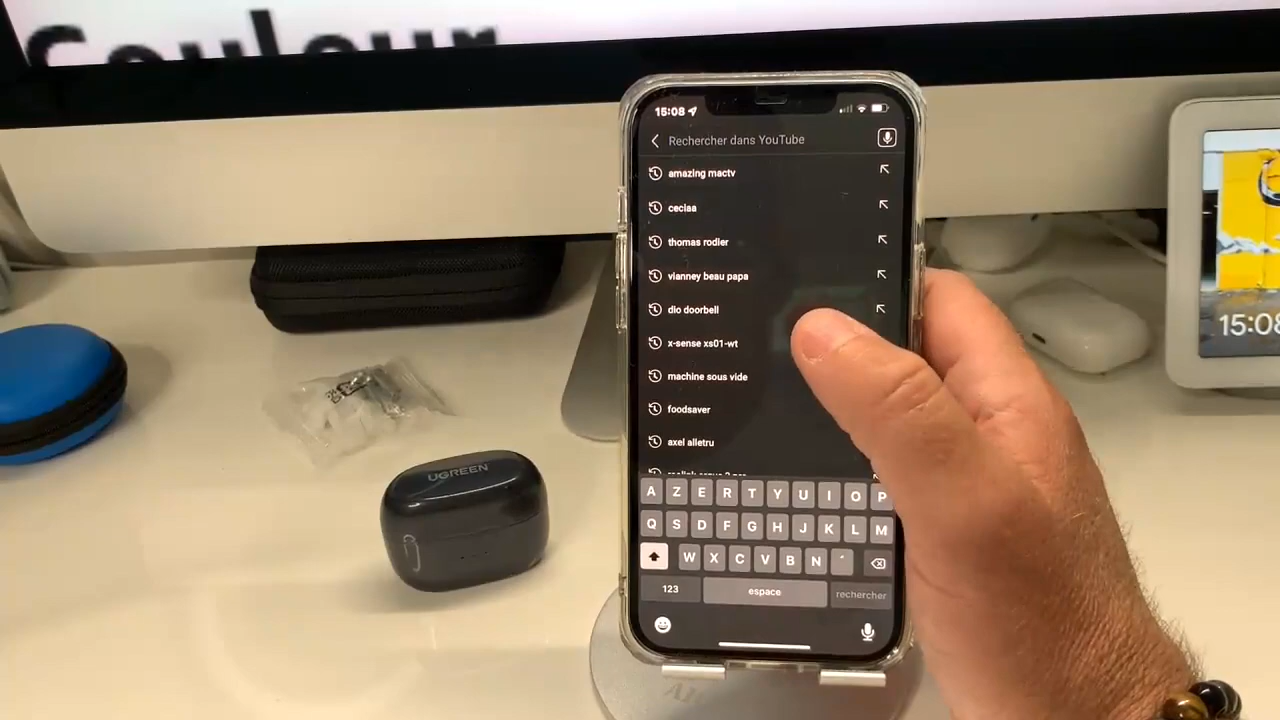 Couleur
15:08
Rechercher dans YouTube
amazing mactv
ceciaa
thomas rodier
vianney beau papa
dio doorbell
x-sense xs01-wt
machine sous vide
foodsaver
axel alletru
A Z E R T Y U I O P
Q S D F G H J K L M
W X C V B N ´
123 espace rechercher
UGREEN
15:08